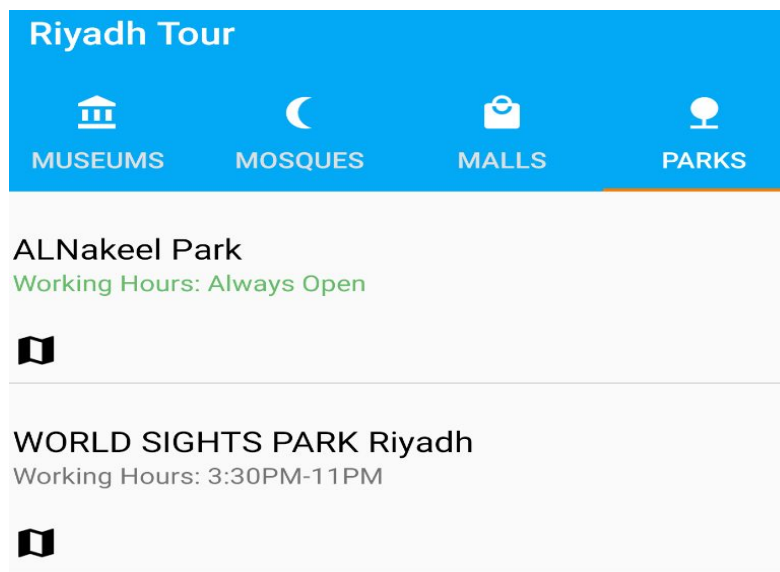 Riyadh Tour
MUSEUMS MOSQUES MALLS PARKS
ALNakeel Park
Working Hours: Always Open
WORLD SIGHTS PARK Riyadh
Working Hours: 3:30PM-11PM